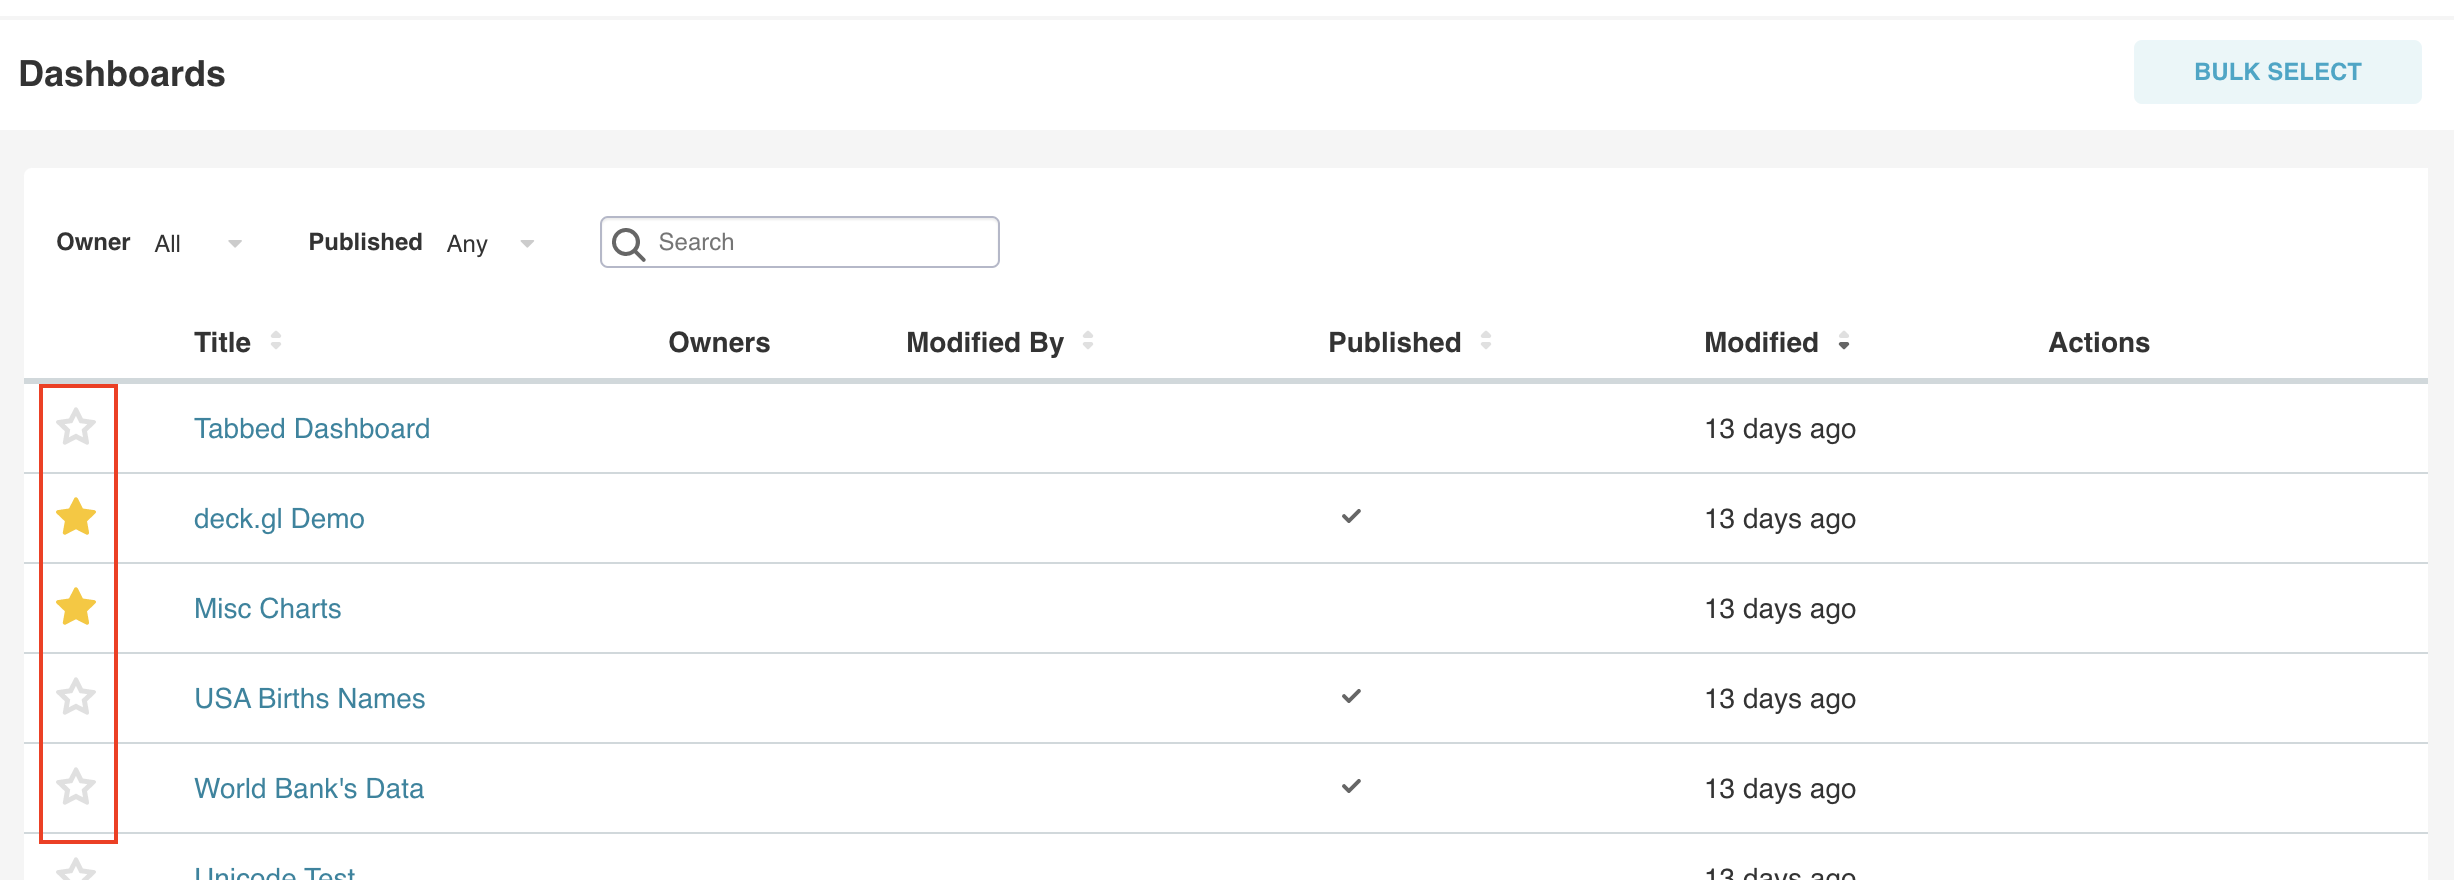 Dashboards
BULK SELECT
Owner All Published Any Search
Title Owners Modified By Published Modified Actions
Tabbed Dashboard 13 days ago
deck.gl Demo 13 days ago
Misc Charts 13 days ago
USA Births Names 13 days ago
World Bank's Data 13 days ago
Unicode Test 13 days ago